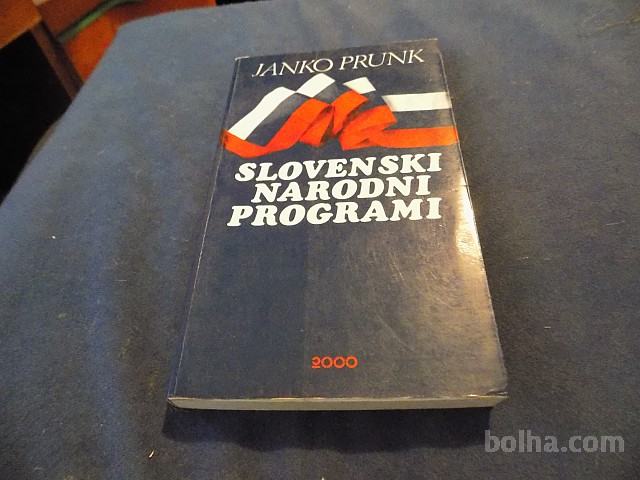 JANKO PRUNK
SLOVENSKI
NARODNI
PROGRAMI
2000
bolha.com